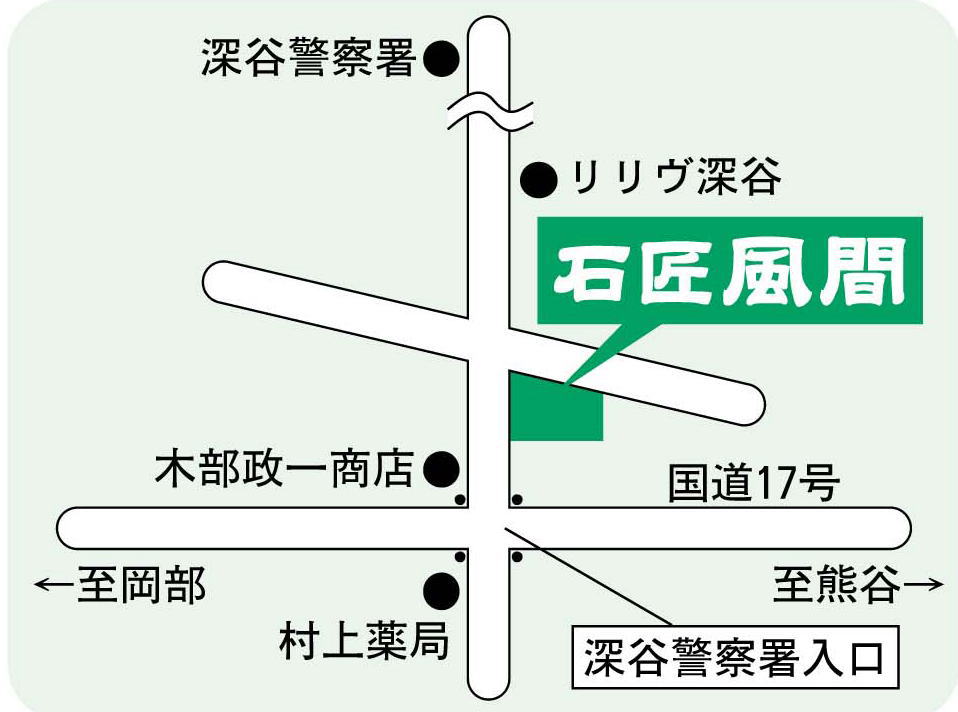 深谷警察署
リリヴ深谷
石匠風間
木部政一商店
国道17号
←至岡部
至熊谷→
村上薬局
深谷警察署入口